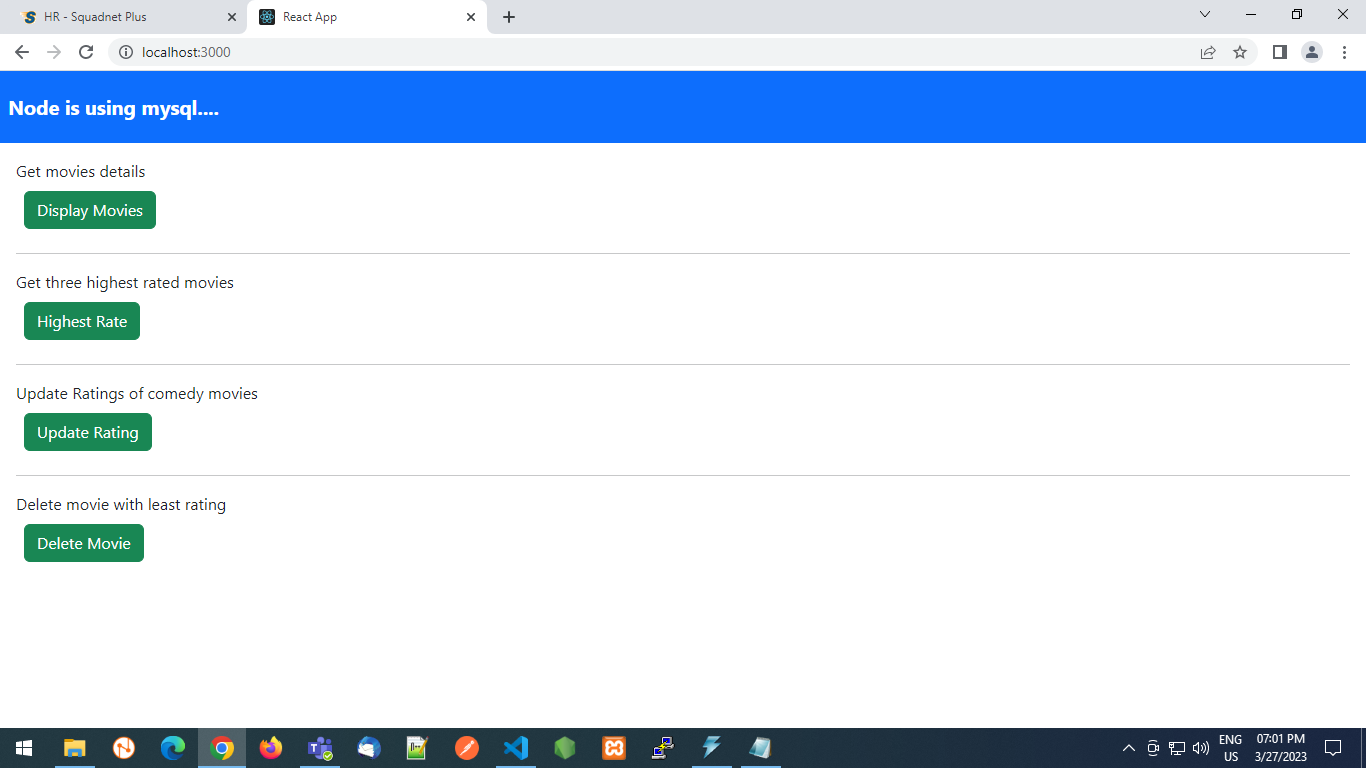 HR - Squadnet Plus
React App
localhost:3000
Node is using mysql....
Get movies details
Display Movies
Get three highest rated movies
Highest Rate
Update Ratings of comedy movies
Update Rating
Delete movie with least rating
Delete Movie
ENG
US
07:01 PM
3/27/2023